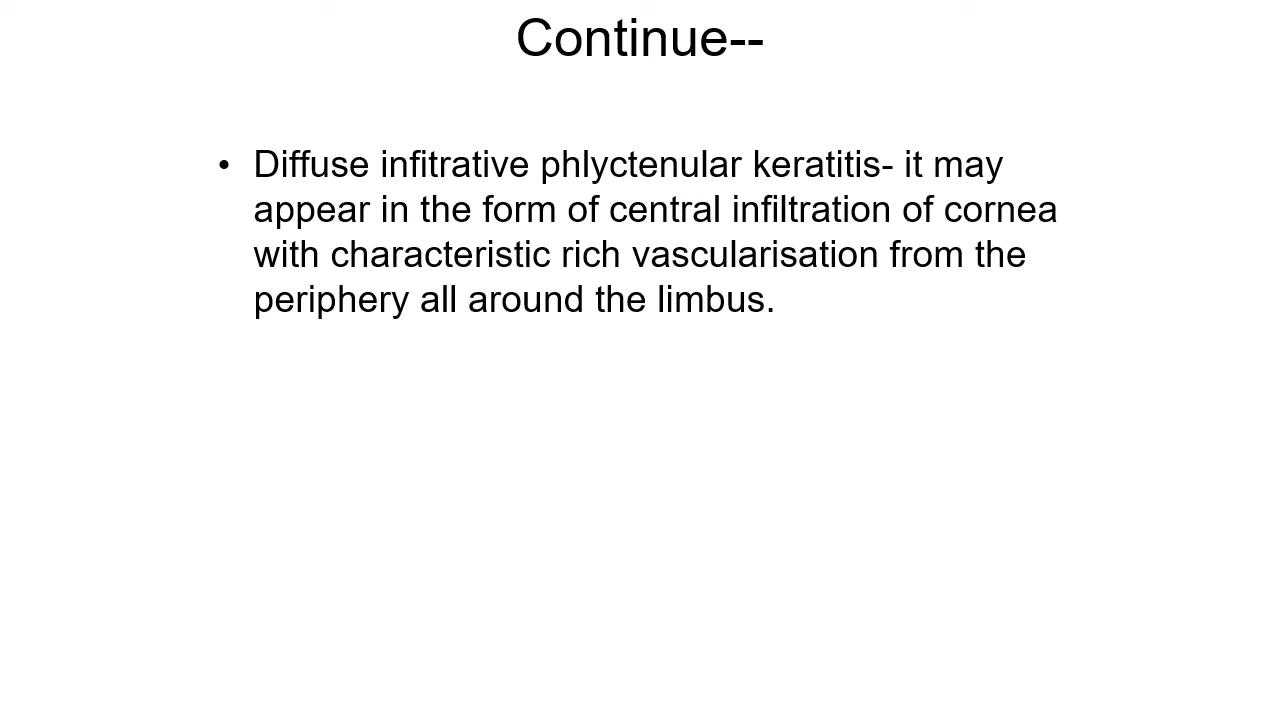 Continue--
• Diffuse infitrative phlyctenular keratitis- it may
appear in the form of central infiltration of cornea
with characteristic rich vascularisation from the
periphery all around the limbus.